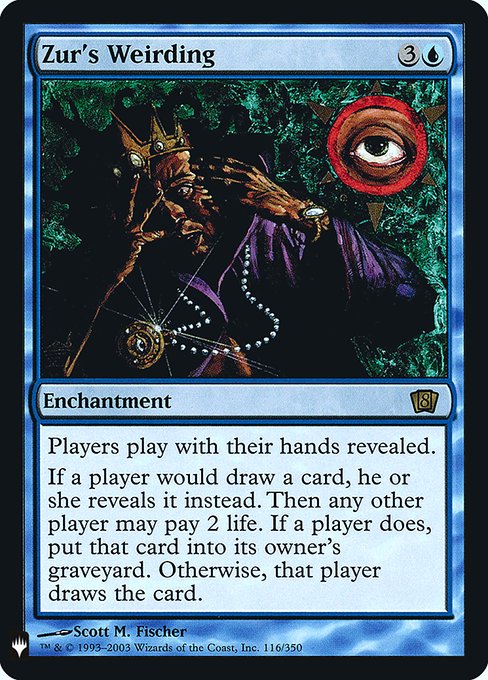 Zur's Weirding 3
Enchantment 8
Players play with their hands revealed.
If a player would draw a card, he or
she reveals it instead. Then any other
player may pay 2 life. If a player does,
put that card into its owner's
graveyard. Otherwise, that player
draws the card.
Scott M. Fischer
™ & © 1993–2003 Wizards of the Coast, Inc. 116/350